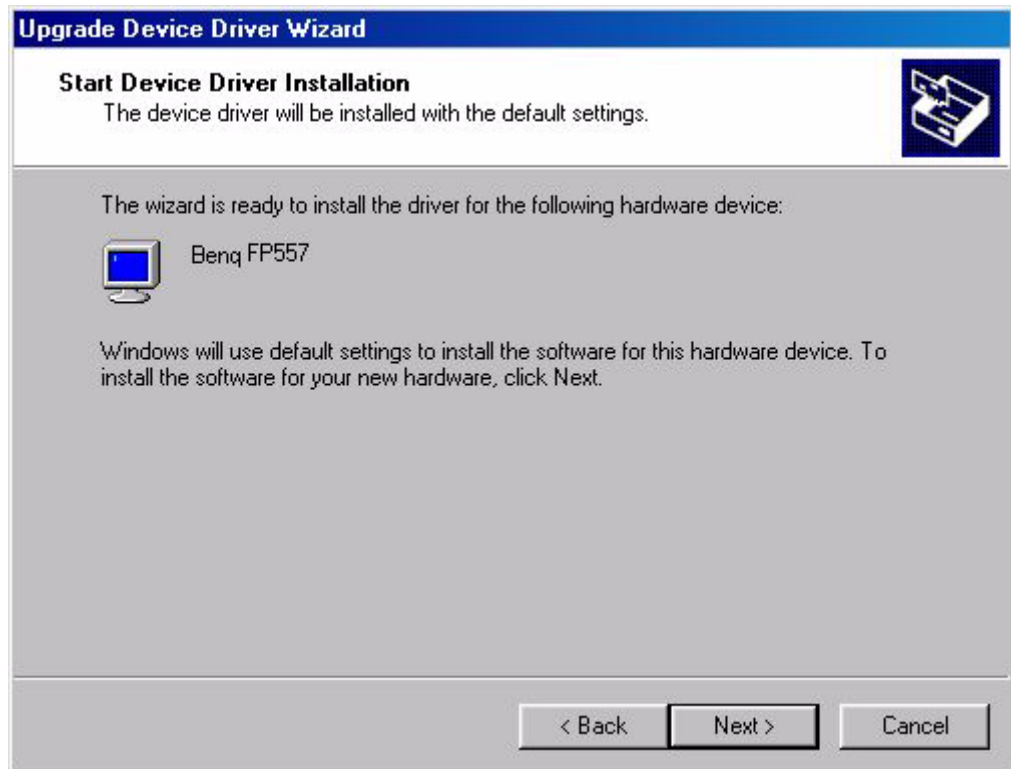 Upgrade Device Driver Wizard
Start Device Driver Installation
The device driver will be installed with the default settings.
The wizard is ready to install the driver for the following hardware device:
Benq FP557
Windows will use default settings to install the software for this hardware device. To
install the software for your new hardware, click Next.
< Back Next > Cancel